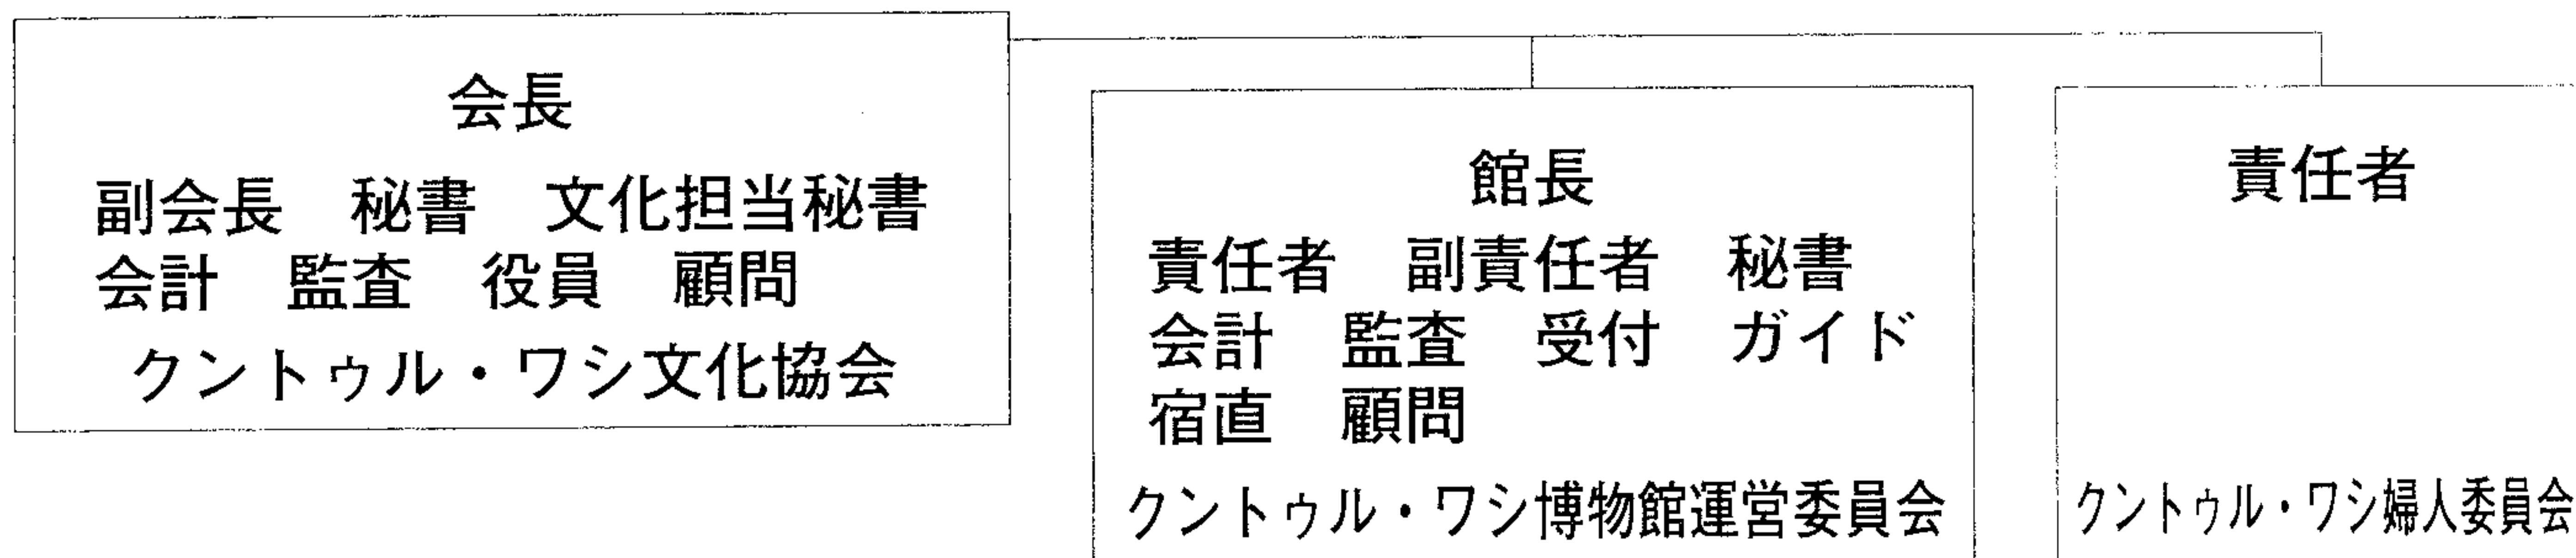 会長
副会長　秘書　文化担当秘書
会計　監査　役員　顧問
クントゥル・ワシ文化協会
館長
責任者　副責任者　秘書
会計　監査　受付　ガイド
宿直　顧問
クントゥル・ワシ博物館運営委員会
責任者
クントゥル・ワシ婦人委員会